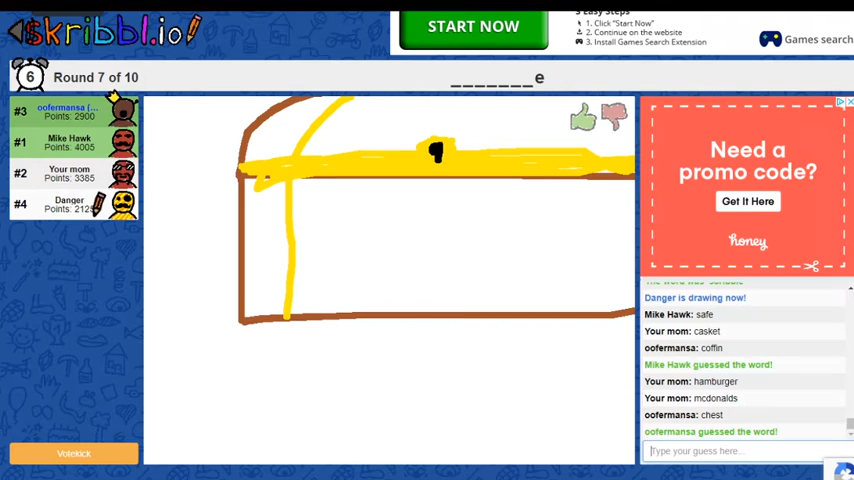 skribbl.io
START NOW
3 Easy Steps
1. Click "Start Now"
2. Continue on the website
3. Install Games Search Extension
Games search
6
Round 7 of 10
_______e
#3
oofermansa (...
Points: 2900
#1
Mike Hawk
Points: 4005
#2
Your mom
Points: 3385
#4
Danger
Points: 212
Need a
promo code?
Get It Here
honey
Danger is drawing now!
Mike Hawk: safe
Your mom: casket
oofermansa: coffin
Mike Hawk guessed the word!
Your mom: hamburger
Your mom: mcdonalds
oofermansa: chest
oofermansa guessed the word!
Type your guess here...
Votekick